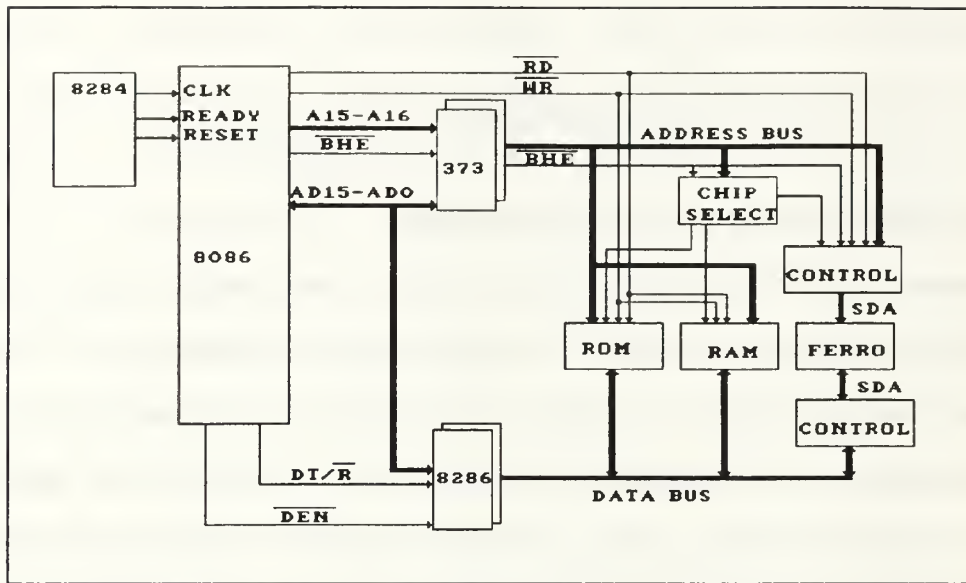 RD
WR
8284
CLK
READY
RESET
A15-A16
BHE
373
BHE
ADDRESS BUS
CHIP
SELECT
AD15-AD0
8086
CONTROL
SDA
ROM
RAM
FERRO
SDA
CONTROL
8286
DT/R
DATA BUS
DEN